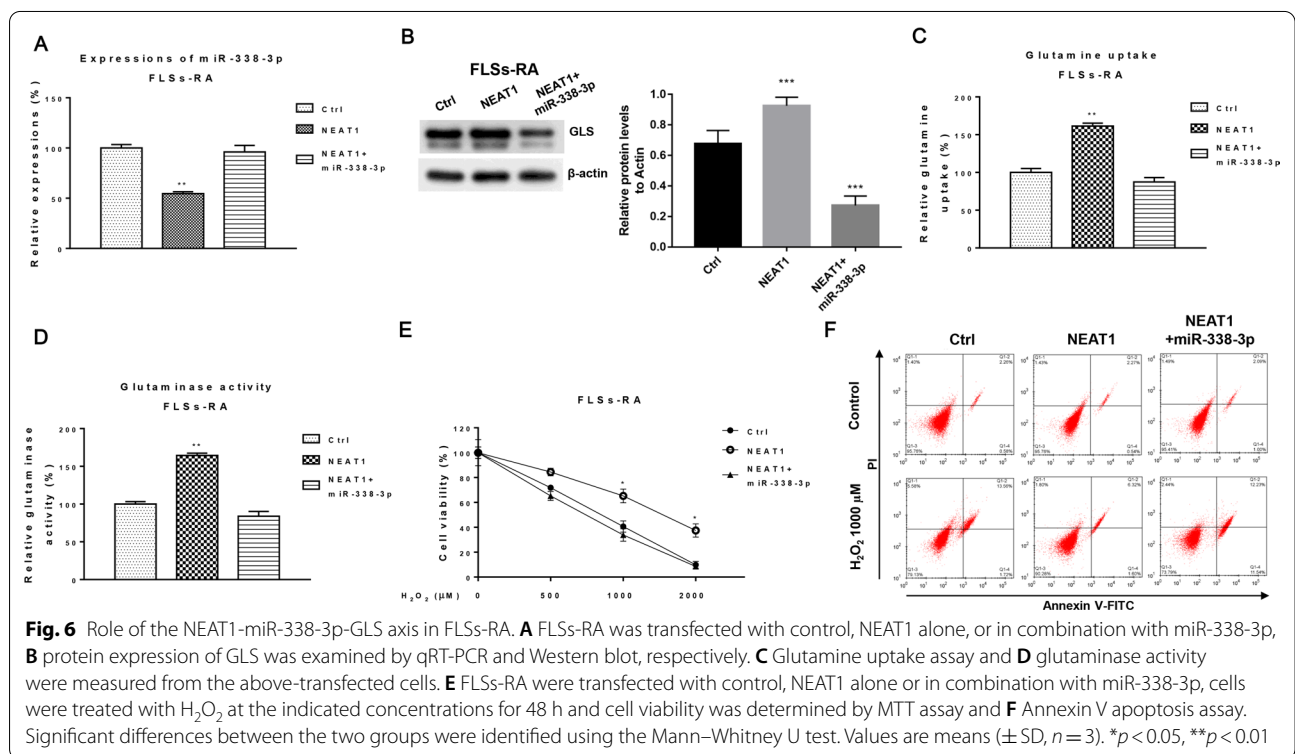 A
Expressions of miR-338-3p
FLSs-RA
Relative expressions (%)
150
100
50
0
**
Ctrl
NEAT1
NEAT1+
miR-338-3p
B
FLSs-RA
Ctrl
NEAT1
NEAT1+
miR-338-3p
GLS
β-actin
Relative protein levels
to Actin
1.0
0.8
0.6
0.4
0.2
0.0
***
***
Ctrl
NEAT1
NEAT1+
miR-338-3p
C
Glutamine uptake
FLSs-RA
Relative glutamine
uptake (%)
200
150
100
50
0
**
Ctrl
NEAT1
NEAT1+
miR-338-3p
D
Glutaminase activity
FLSs-RA
Relative glutaminase
activity (%)
200
150
100
50
0
**
Ctrl
NEAT1
NEAT1+
miR-338-3p
E
FLSs-RA
Cell viability (%)
120
100
80
60
40
20
0
*
*
H₂O₂ (μM) 0 500 1000 2000
Ctrl
NEAT1
NEAT1+
miR-338-3p
F
Ctrl
NEAT1
NEAT1
+miR-338-3p
Control
H₂O₂ 1000 μM
PI
Annexin V-FITC
Fig. 6 Role of the NEAT1-miR-338-3p-GLS axis in FLSs-RA. A FLSs-RA was transfected with control, NEAT1 alone, or in combination with miR-338-3p,
B protein expression of GLS was examined by qRT-PCR and Western blot, respectively. C Glutamine uptake assay and D glutaminase activity
were measured from the above-transfected cells. E FLSs-RA were transfected with control, NEAT1 alone or in combination with miR-338-3p, cells
were treated with H₂O₂ at the indicated concentrations for 48 h and cell viability was determined by MTT assay and F Annexin V apoptosis assay.
Significant differences between the two groups were identified using the Mann–Whitney U test. Values are means (± SD, n = 3). *p < 0.05, **p < 0.01